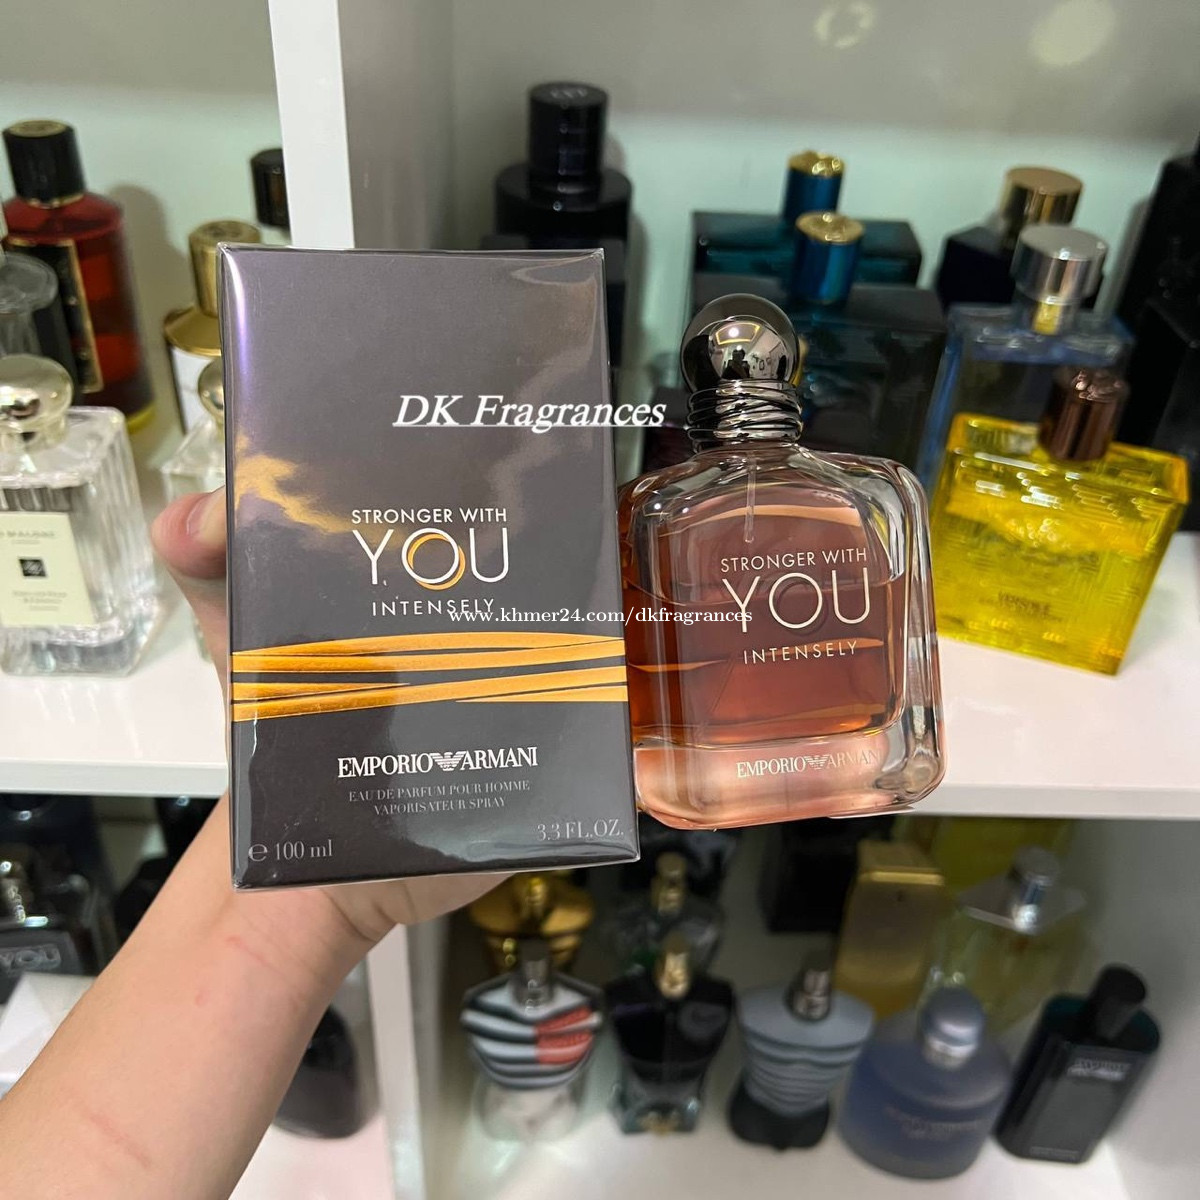 DK Fragrances
STRONGER WITH
YOU
INTENSELY
www.khmer24.com/dkfragrances
EMPORIO ARMANI
EAU DE PARFUM POUR HOMME
VAPORISATEUR SPRAY
e 100 ml
3.3 FL.OZ.
STRONGER WITH
YOU
INTENSELY
EMPORIO ARMANI
YOU